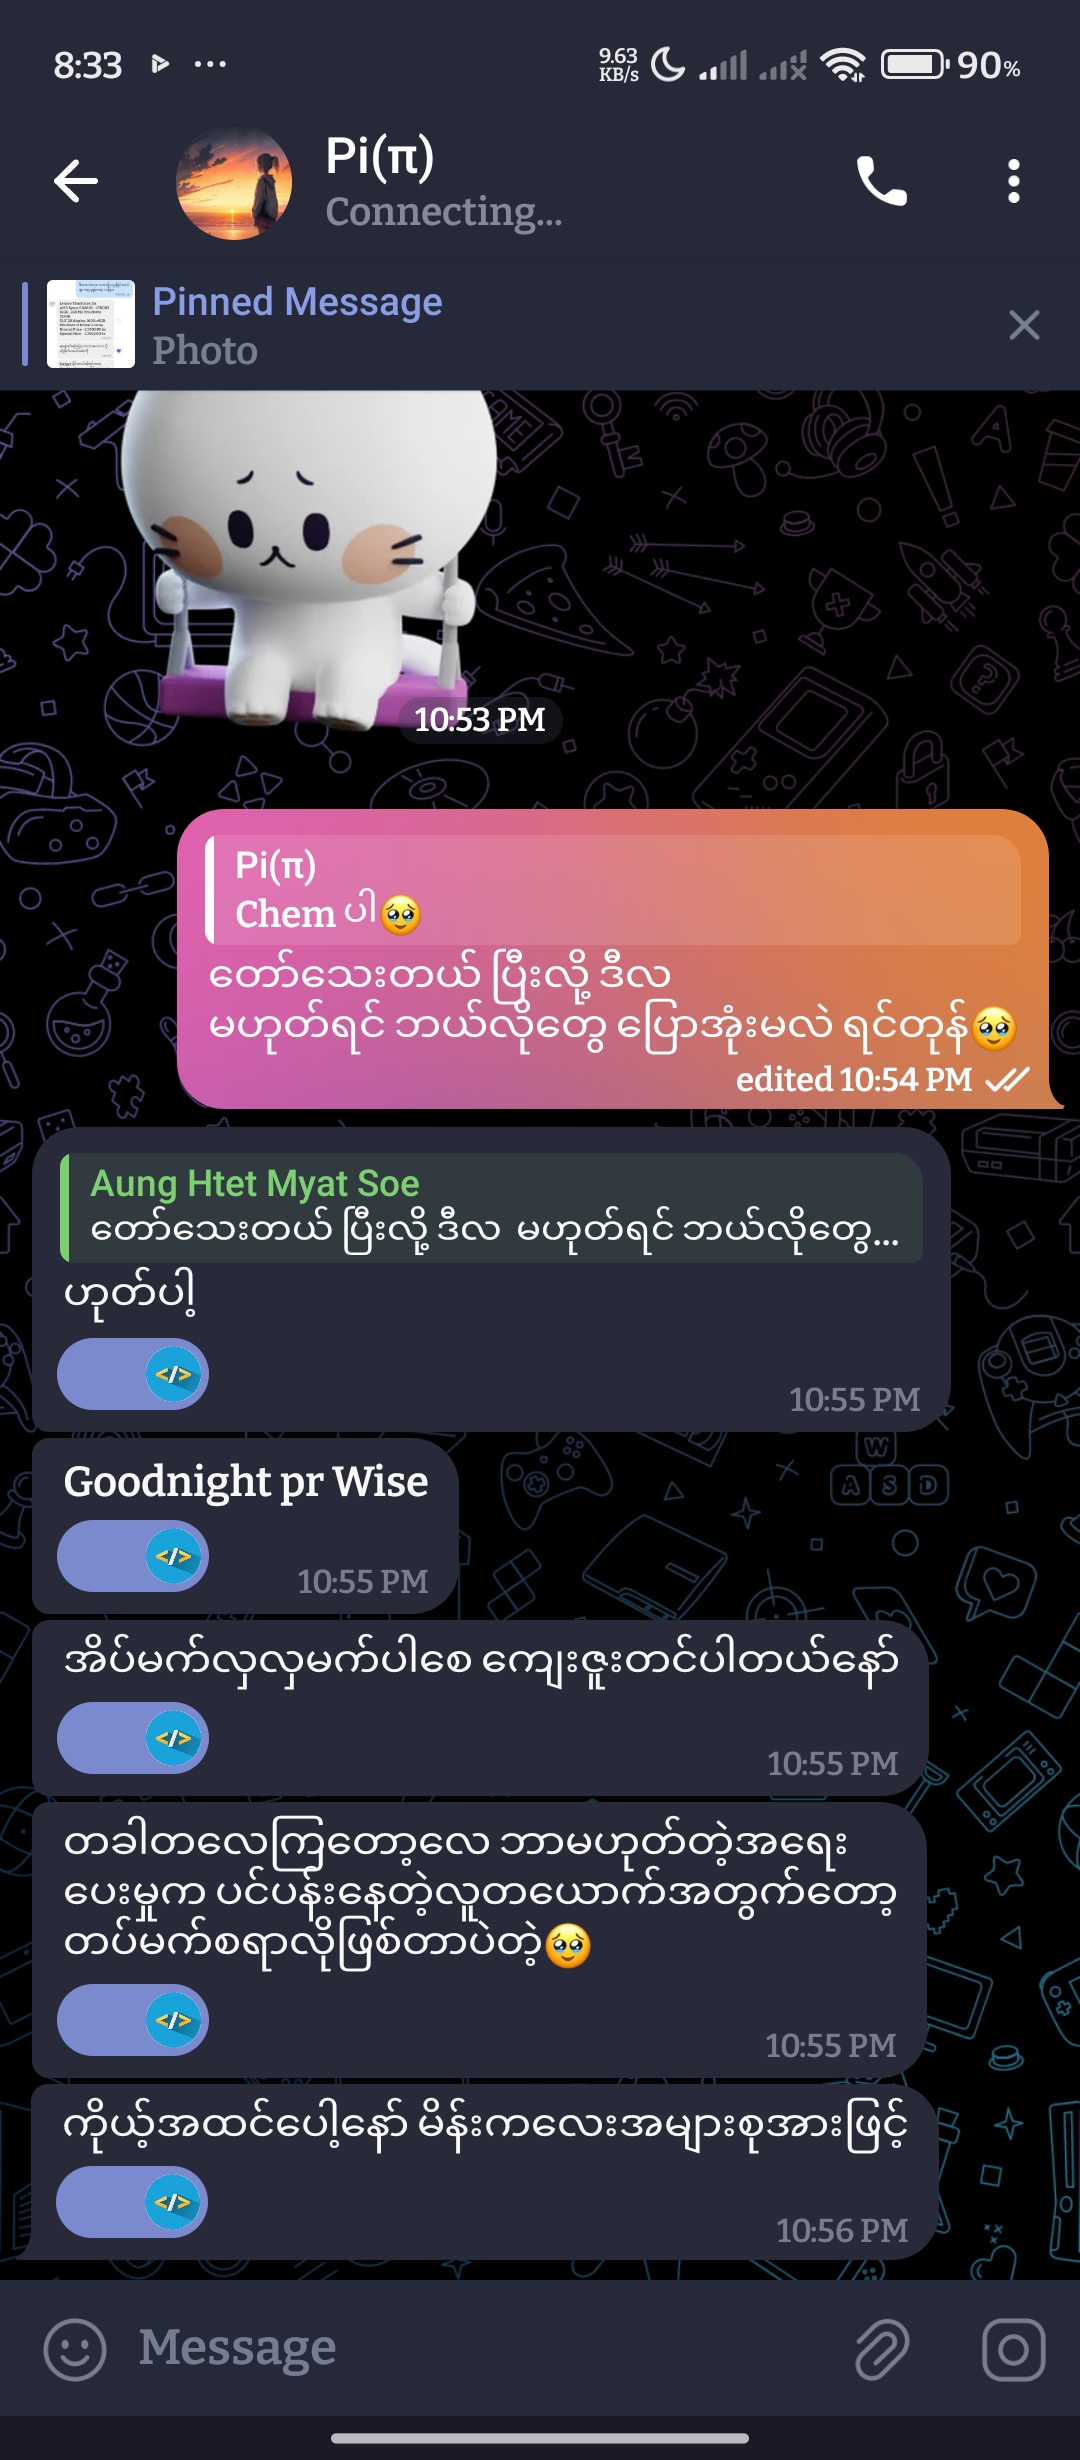 8:33
9.63
KB/s
90%
Pi(π)
Connecting...
Pinned Message
Photo
10:53 PM
Pi(π)
Chem ပါ🥹
တော်သေးတယ် ပြီးလို့ ဒီလ
မဟုတ်ရင် ဘယ်လိုတွေ ပြောအုံးမလဲ ရင်တုန်🥹
edited 10:54 PM
Aung Htet Myat Soe
တော်သေးတယ် ပြီးလို့ ဒီလ မဟုတ်ရင် ဘယ်လိုတွေ...
ဟုတ်ပါ့
10:55 PM
Goodnight pr Wise
10:55 PM
အိပ်မက်လှလှမက်ပါစေ ကျေးဇူးတင်ပါတယ်နော်
10:55 PM
တခါတလေကြတော့လေ ဘာမဟုတ်တဲ့အရေး
ပေးမှုက ပင်ပန်းနေတဲ့လူတယောက်အတွက်တော့
တပ်မက်စရာလိုဖြစ်တာပဲတဲ့🥹
10:55 PM
ကိုယ့်အထင်ပေါ့နော် မိန်းကလေးအများစုအားဖြင့်
10:56 PM
Message